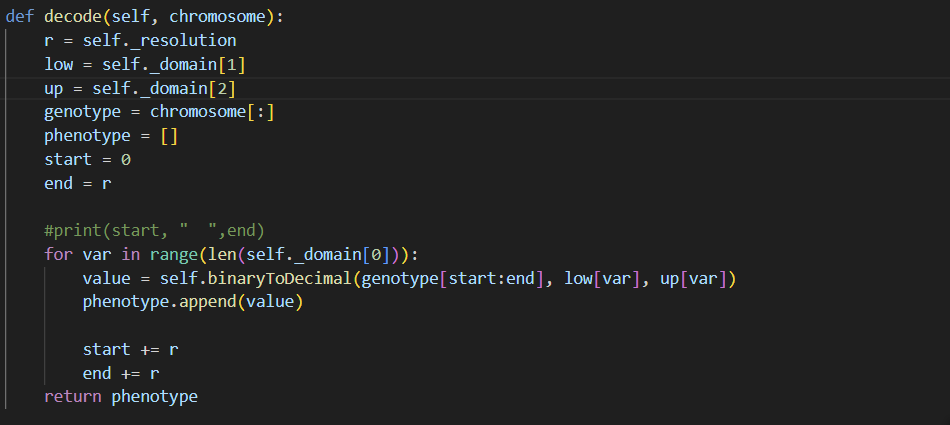 def decode(self, chromosome):
    r = self._resolution
    low = self._domain[1]
    up = self._domain[2]
    genotype = chromosome[:]
    phenotype = []
    start = 0
    end = r

    #print(start, "  ",end)
    for var in range(len(self._domain[0])):
        value = self.binaryToDecimal(genotype[start:end], low[var], up[var])
        phenotype.append(value)

        start += r
        end += r
    return phenotype